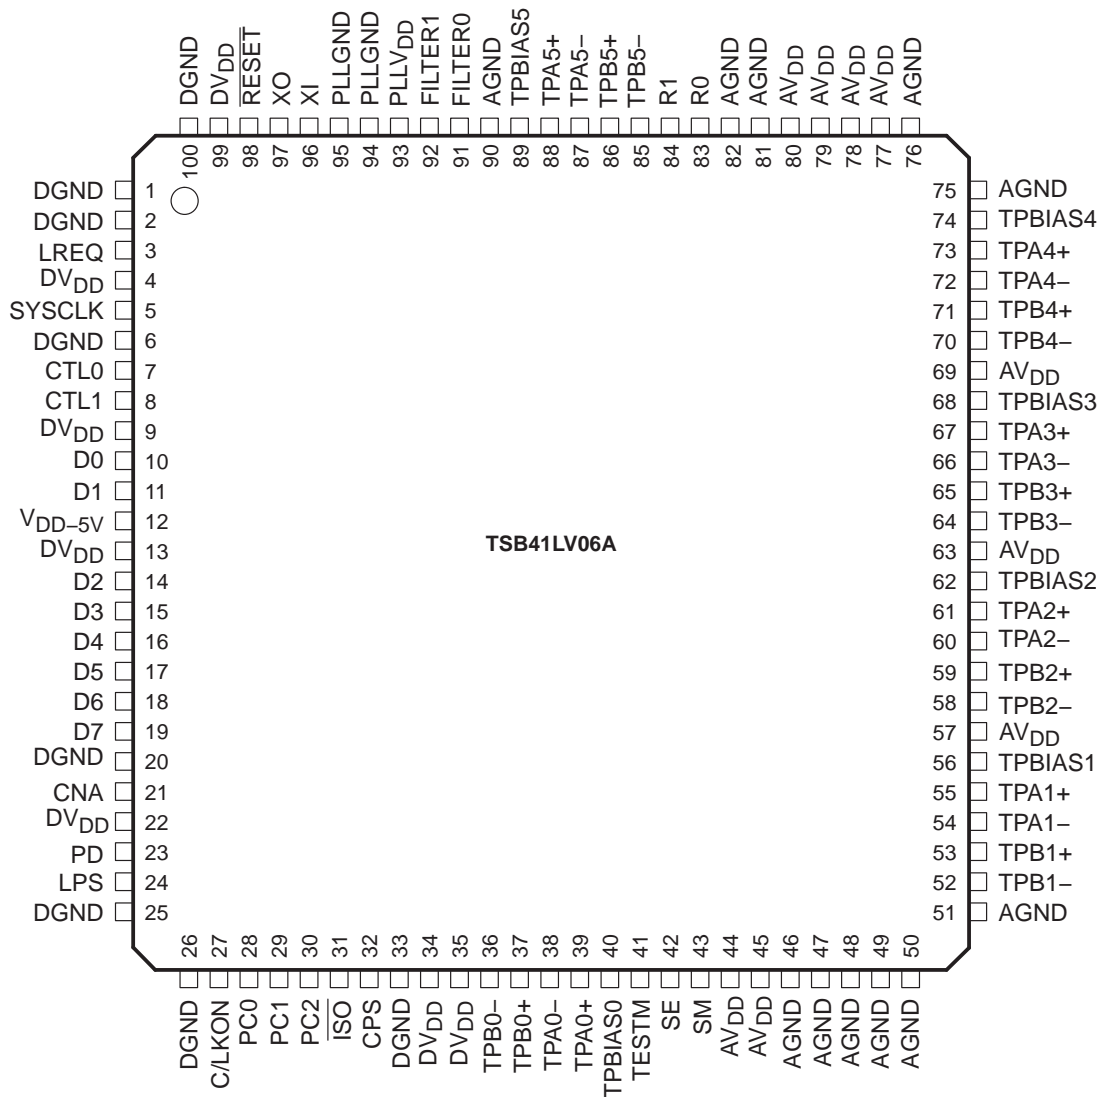 DGND
DVDD
RESET
XO
XI
PLLGND
PLLGND
PLLVDD
FILTER1
FILTER0
AGND
TPBIAS5
TPA5+
TPA5−
TPB5+
TPB5−
R1
R0
AGND
AGND
AVDD
AVDD
AVDD
AVDD
AGND
100
99
98
97
96
95
94
93
92
91
90
89
88
87
86
85
84
83
82
81
80
79
78
77
76
DGND 1
DGND 2
LREQ 3
DVDD 4
SYSCLK 5
DGND 6
CTL0 7
CTL1 8
DVDD 9
D0 10
D1 11
VDD−5V 12
DVDD 13
D2 14
D3 15
D4 16
D5 17
D6 18
D7 19
DGND 20
CNA 21
DVDD 22
PD 23
LPS 24
DGND 25
TSB41LV06A
75 AGND
74 TPBIAS4
73 TPA4+
72 TPA4−
71 TPB4+
70 TPB4−
69 AVDD
68 TPBIAS3
67 TPA3+
66 TPA3−
65 TPB3+
64 TPB3−
63 AVDD
62 TPBIAS2
61 TPA2+
60 TPA2−
59 TPB2+
58 TPB2−
57 AVDD
56 TPBIAS1
55 TPA1+
54 TPA1−
53 TPB1+
52 TPB1−
51 AGND
26
27
28
29
30
31
32
33
34
35
36
37
38
39
40
41
42
43
44
45
46
47
48
49
50
DGND
C/LKON
PC0
PC1
PC2
ISO
CPS
DGND
DVDD
DVDD
TPB0−
TPB0+
TPA0−
TPA0+
TPBIAS0
TESTM
SE
SM
AVDD
AVDD
AGND
AGND
AGND
AGND
AGND